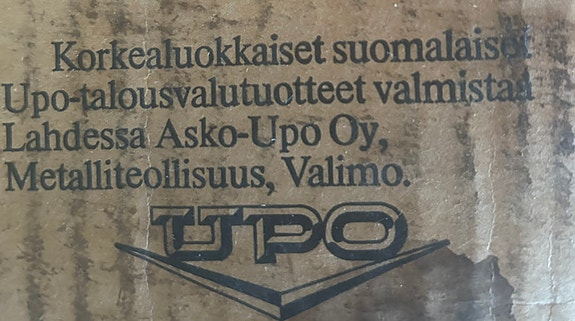 Korkealuokkaiset suomalaiset
Upo-talousvalutuotteet valmistaa
Lahdessa Asko-Upo Oy,
Metalliteollisuus, Valimo.
UPO